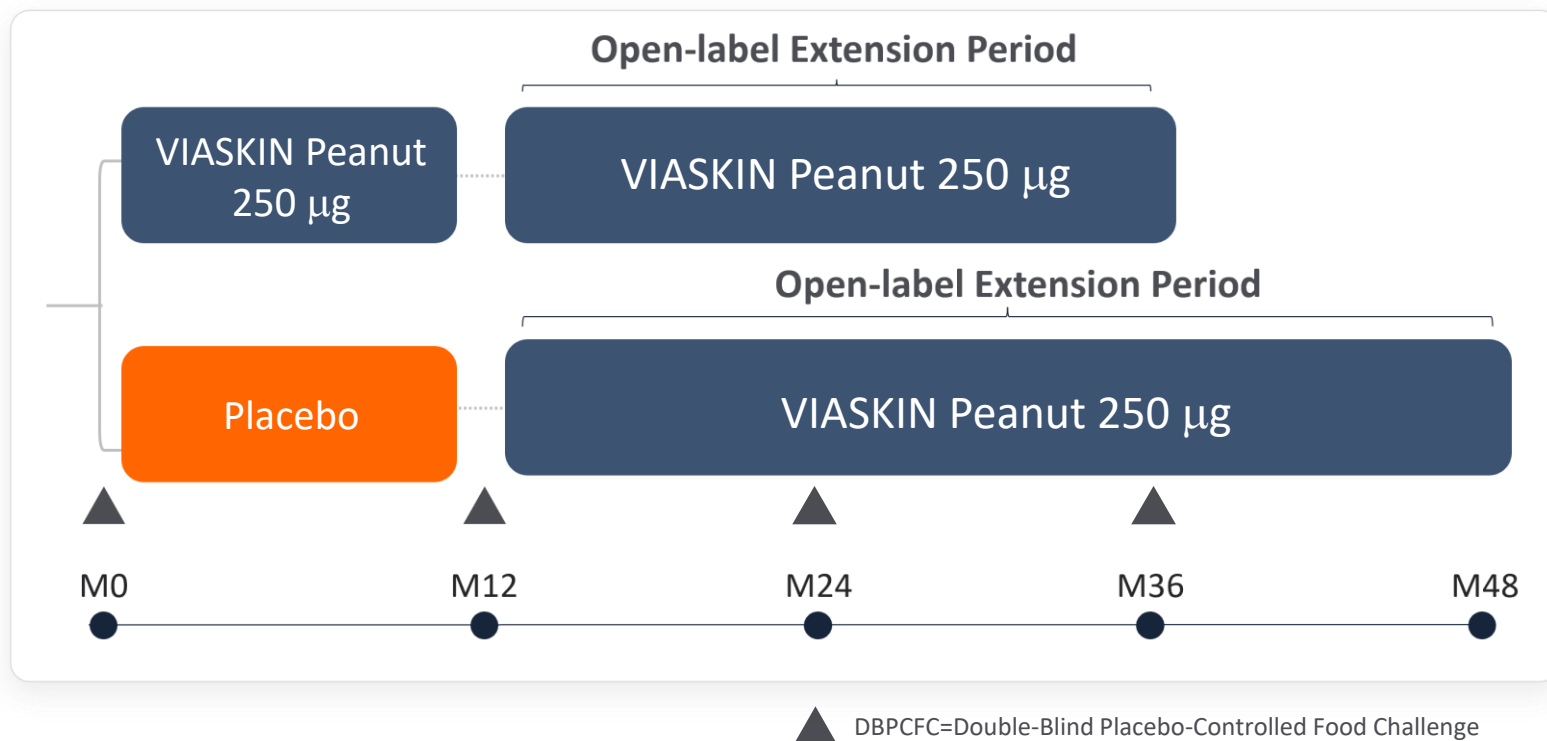 Open-label Extension Period
VIASKIN Peanut
250 μg
VIASKIN Peanut 250 μg
Open-label Extension Period
Placebo
VIASKIN Peanut 250 μg
M0
M12
M24
M36
M48
DBPCFC=Double-Blind Placebo-Controlled Food Challenge